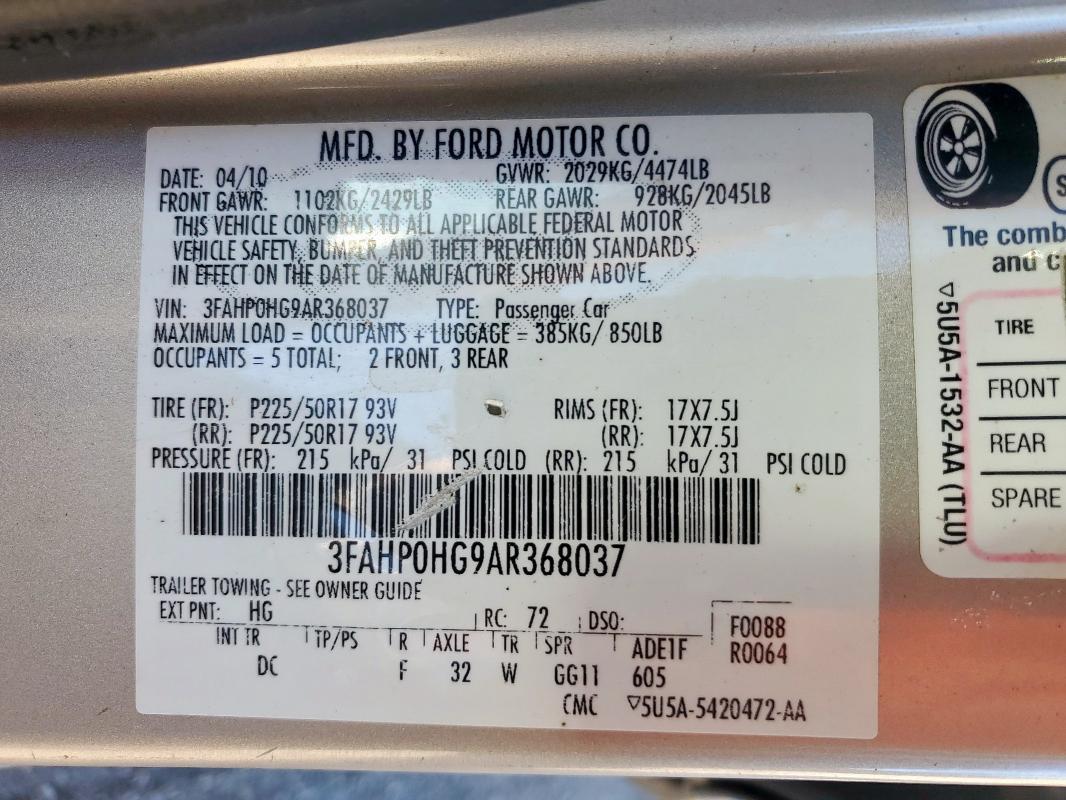 MFD. BY FORD MOTOR CO.
DATE: 04/10 GVWR: 2029KG/4474LB
FRONT GAWR: 1102KG/2429LB REAR GAWR: 928KG/2045LB
THIS VEHICLE CONFORMS TO ALL APPLICABLE FEDERAL MOTOR
VEHICLE SAFETY, BUMPER, AND THEFT PREVENTION STANDARDS
IN EFFECT ON THE DATE OF MANUFACTURE SHOWN ABOVE.
VIN: 3FAHP0HG9AR368037 TYPE: Passenger Car
MAXIMUM LOAD = OCCUPANTS + LUGGAGE = 385KG/ 850LB
OCCUPANTS = 5 TOTAL; 2 FRONT, 3 REAR
TIRE (FR): P225/50R17 93V RIMS (FR): 17X7.5J
(RR): P225/50R17 93V (RR): 17X7.5J
PRESSURE (FR): 215 kPa/ 31 PSI COLD (RR): 215 kPa/ 31 PSI COLD
3FAHP0HG9AR368037
TRAILER TOWING - SEE OWNER GUIDE
EXT PNT: HG RC: 72 DSO: F0088
INT TR TP/PS R AXLE TR SPR ADE1F R0064
DC F 32 W GG11 605
CMC ▽5U5A-5420472-AA
The comb
and c
▽5U5A-1532-AA (TLU)
TIRE
FRONT
REAR
SPARE